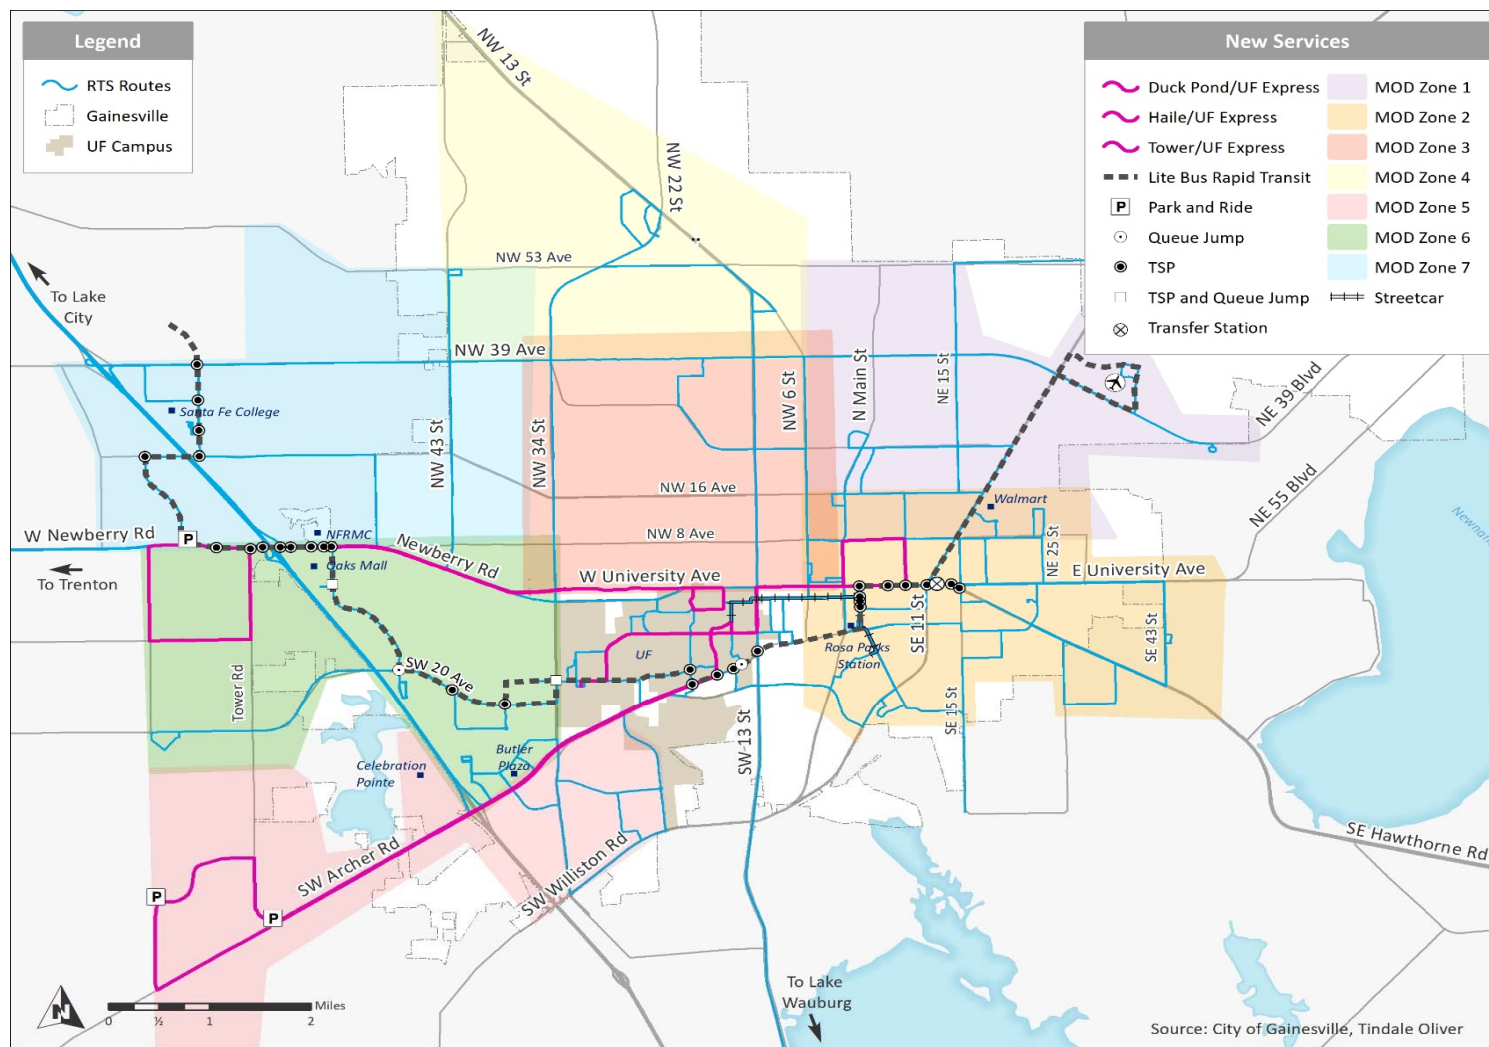 Legend
RTS Routes
Gainesville
UF Campus
New Services
Duck Pond/UF Express
Haile/UF Express
Tower/UF Express
Lite Bus Rapid Transit
P Park and Ride
Queue Jump
TSP
TSP and Queue Jump
Transfer Station
MOD Zone 1
MOD Zone 2
MOD Zone 3
MOD Zone 4
MOD Zone 5
MOD Zone 6
MOD Zone 7
Streetcar
NW 13 St
NW 22 St
NW 53 Ave
To Lake
City
NW 39 Ave
N Main St
NE 15 St
NW 6 St
NE 39 Blvd
Santa Fe College
NW 43 St
NW 34 St
NE 55 Blvd
NW 16 Ave
Walmart
W Newberry Rd
P
NFRMC
NW 8 Ave
NE 25 St
Oaks Mall
Newberry Rd
W University Ave
E University Ave
To Trenton
SE 11 St
SE 43 St
UF
Rosa Parks
Station
SW 20 Ave
Tower Rd
SE 15 St
SW 13 St
Butler
Plaza
Celebration
Pointe
SE Hawthorne Rd
SW Archer Rd
SW Williston Rd
P
P
To Lake
Wauburg
Miles
0 ½ 1 2
Source: City of Gainesville, Tindale Oliver